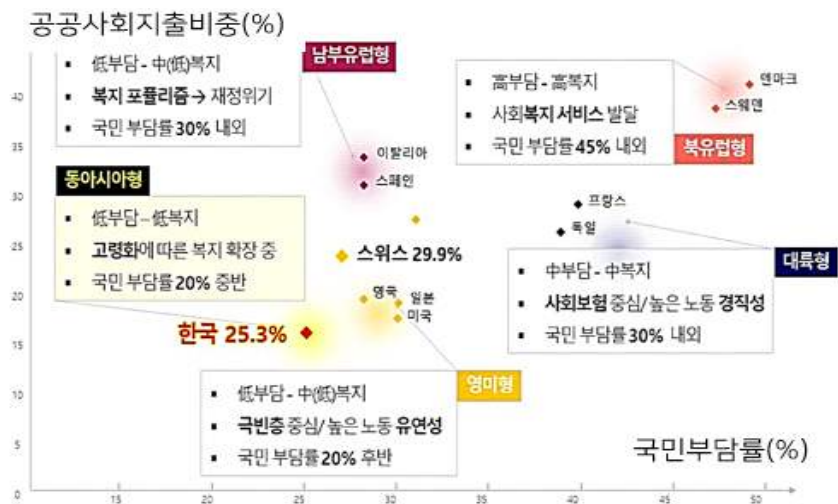 공공사회지출비중(%)
남부유럽형
▪ 低부담 - 中(低)복지
▪ 복지 포퓰리즘→ 재정위기
▪ 국민 부담률 30% 내외
▪ 高부담 - 高복지
▪ 사회복지 서비스 발달
▪ 국민 부담률 45% 내외
북유럽형
덴마크
스웨덴
이탈리아
스페인
동아시아형
▪ 低부담 – 低복지
▪ 고령화에 따른 복지 확장 중
▪ 국민 부담률 20% 중반
프랑스
독일
스위스 29.9%
대륙형
▪ 中부담 - 中복지
▪ 사회보험 중심/높은 노동 경직성
▪ 국민 부담률 30% 내외
영국
일본
미국
한국 25.3%
영미형
▪ 低부담 - 中(低)복지
▪ 극빈층 중심/ 높은 노동 유연성
▪ 국민 부담률 20% 후반
국민부담률(%)
40
35
30
25
20
15
10
5
0
15 20 25 30 35 40 45 50